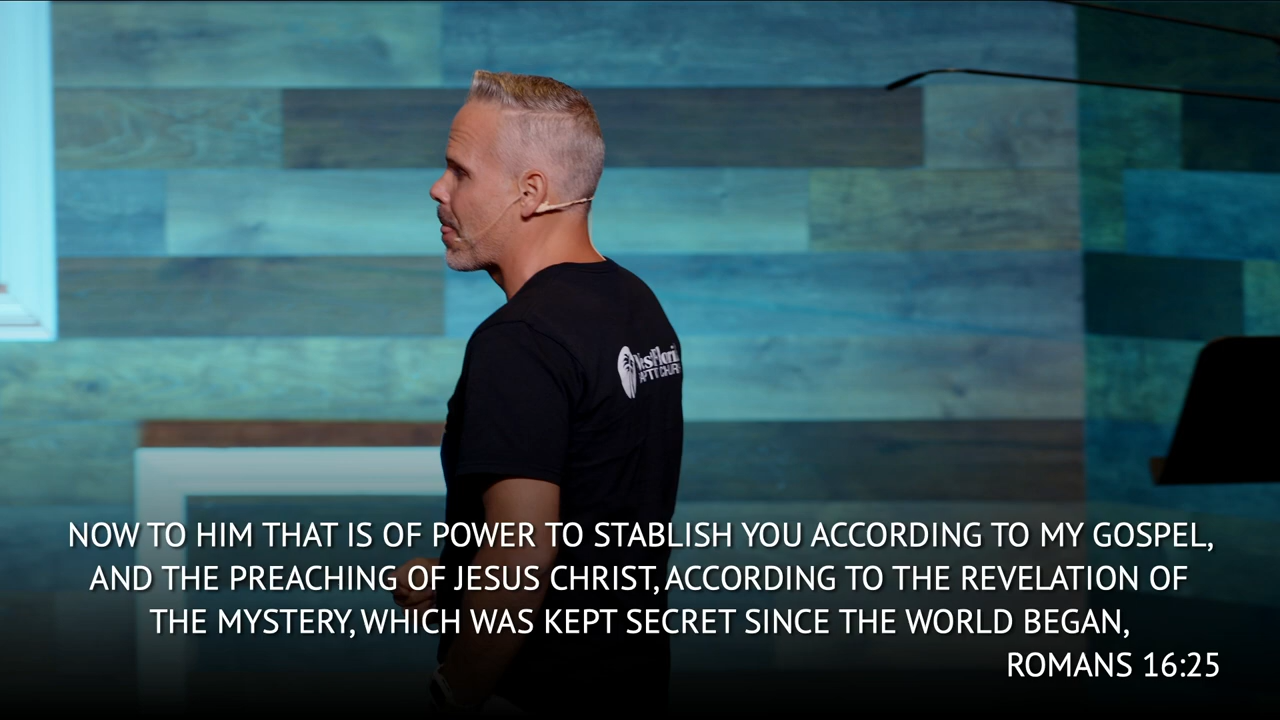 NOW TO HIM THAT IS OF POWER TO STABLISH YOU ACCORDING TO MY GOSPEL,
AND THE PREACHING OF JESUS CHRIST, ACCORDING TO THE REVELATION OF
THE MYSTERY, WHICH WAS KEPT SECRET SINCE THE WORLD BEGAN,
ROMANS 16:25